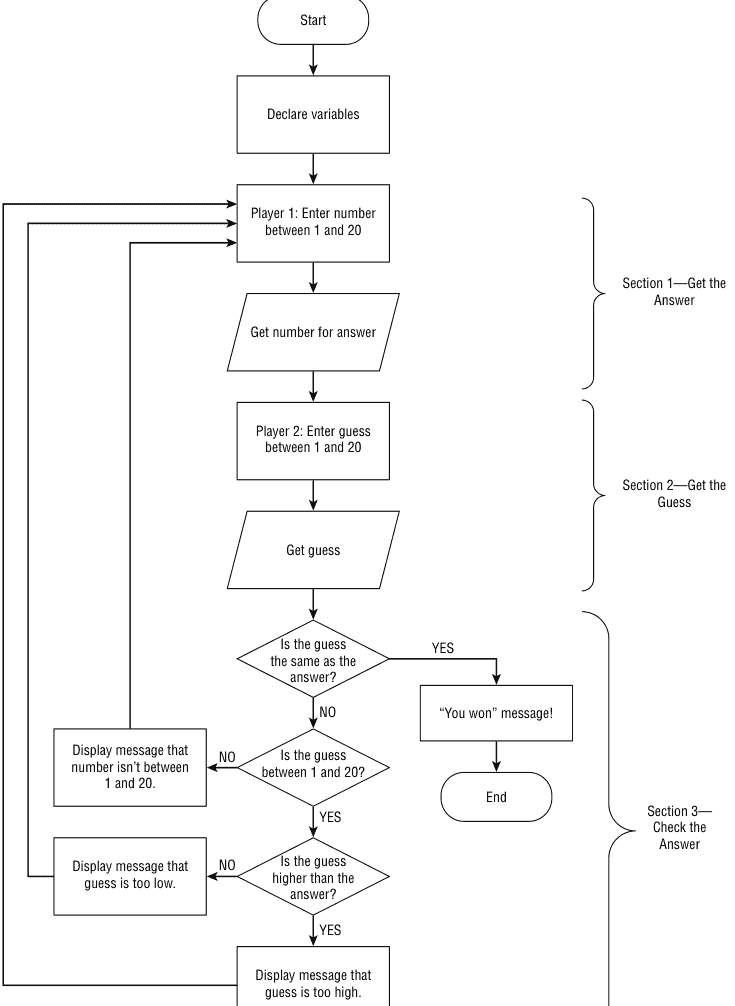 Start
Declare variables
Player 1: Enter number
between 1 and 20
Section 1—Get the
Answer
Get number for answer
Player 2: Enter guess
between 1 and 20
Section 2—Get the
Guess
Get guess
Is the guess
the same as the
answer?
YES
NO
“You won” message!
Display message that
number isn’t between
1 and 20.
NO
Is the guess
between 1 and 20?
End
YES
Section 3—
Check the
Answer
Display message that
guess is too low.
NO
Is the guess
higher than the
answer?
YES
Display message that
guess is too high.